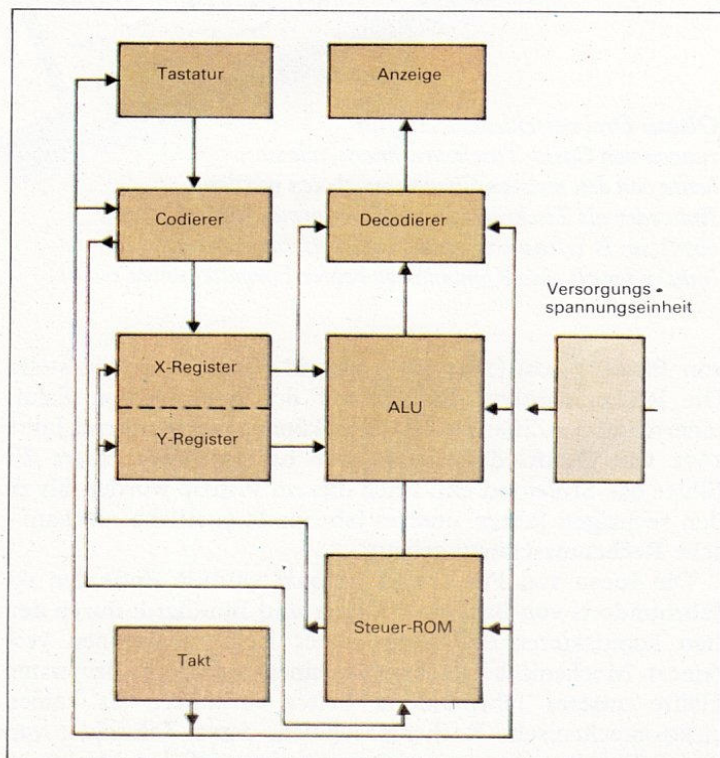 Tastatur
Anzeige
Codierer
Decodierer
Versorgungs-
spannungseinheit
X-Register
ALU
Y-Register
Steuer-ROM
Takt